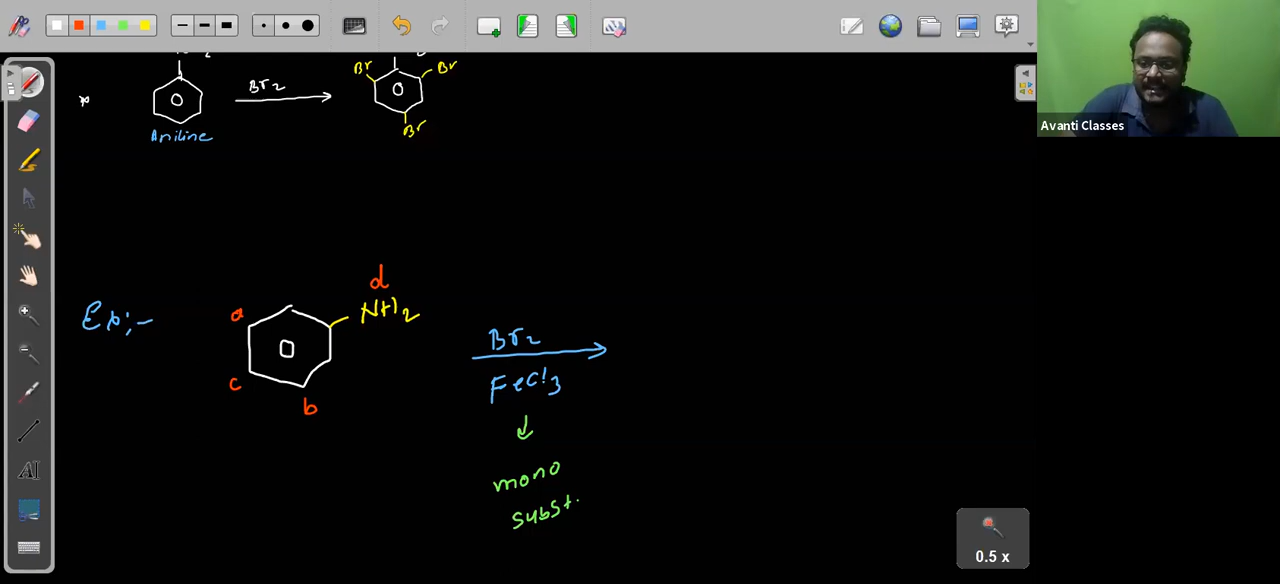 Br Br
Br2
Br
Aniline
d
Ex:- a NH2
Br2
c FeCl3
b
mono
subst.
Avanti Classes
0.5 x